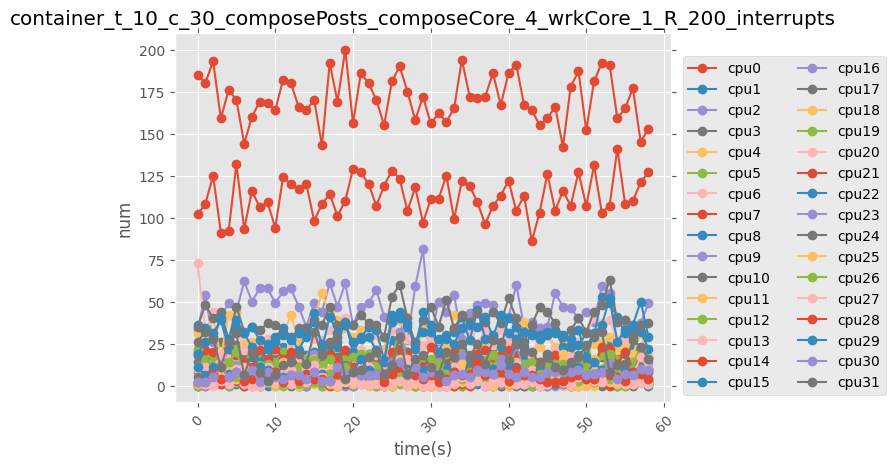 container_t_10_c_30_composePosts_composeCore_4_wrkCore_1_R_200_interrupts
200
175
150
125
100
75
50
25
0
num
0
10
20
30
40
50
60
time(s)
cpu0
cpu1
cpu2
cpu3
cpu4
cpu5
cpu6
cpu7
cpu8
cpu9
cpu10
cpu11
cpu12
cpu13
cpu14
cpu15
cpu16
cpu17
cpu18
cpu19
cpu20
cpu21
cpu22
cpu23
cpu24
cpu25
cpu26
cpu27
cpu28
cpu29
cpu30
cpu31